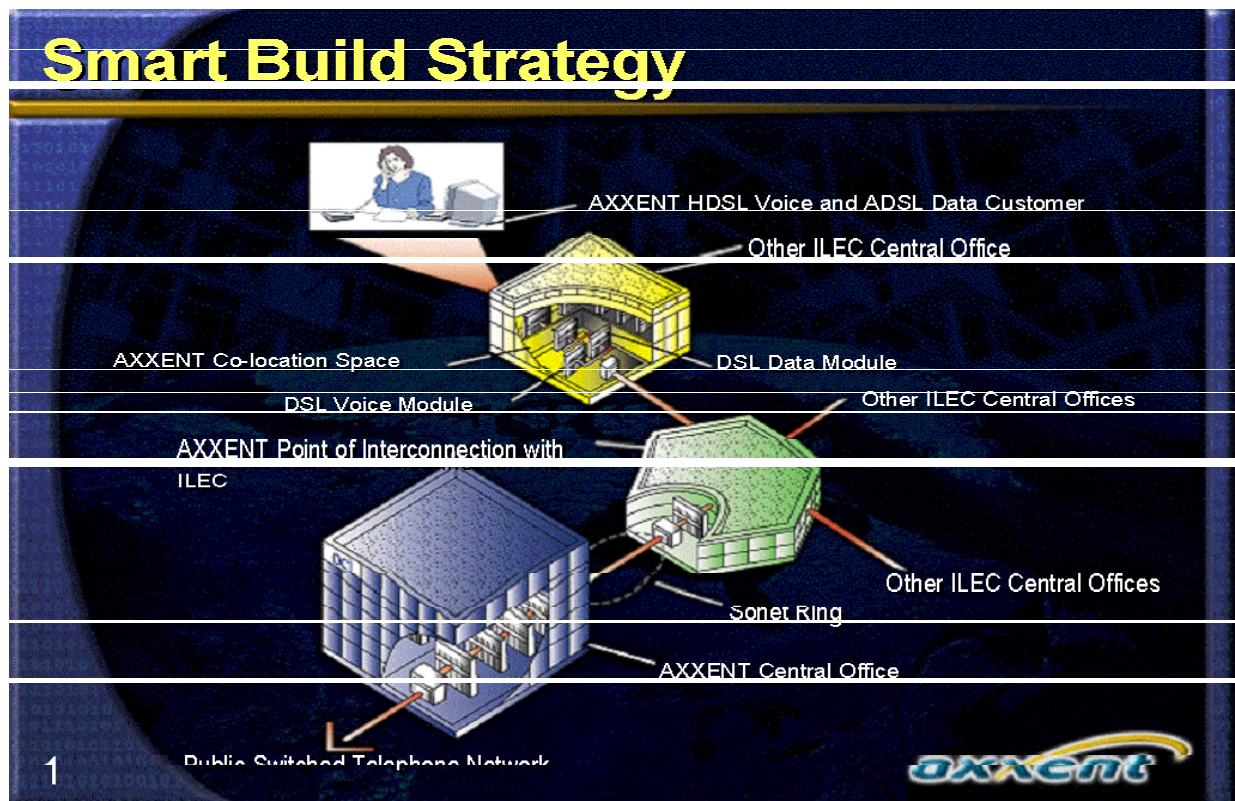 Smart Build Strategy
AXXENT HDSL Voice and ADSL Data Customer
Other ILEC Central Office
AXXENT Co-location Space
DSL Data Module
DSL Voice Module
Other ILEC Central Offices
AXXENT Point of Interconnection with
ILEC
Other ILEC Central Offices
Sonet Ring
AXXENT Central Office
Public Switched Telephone Network
1
axxent